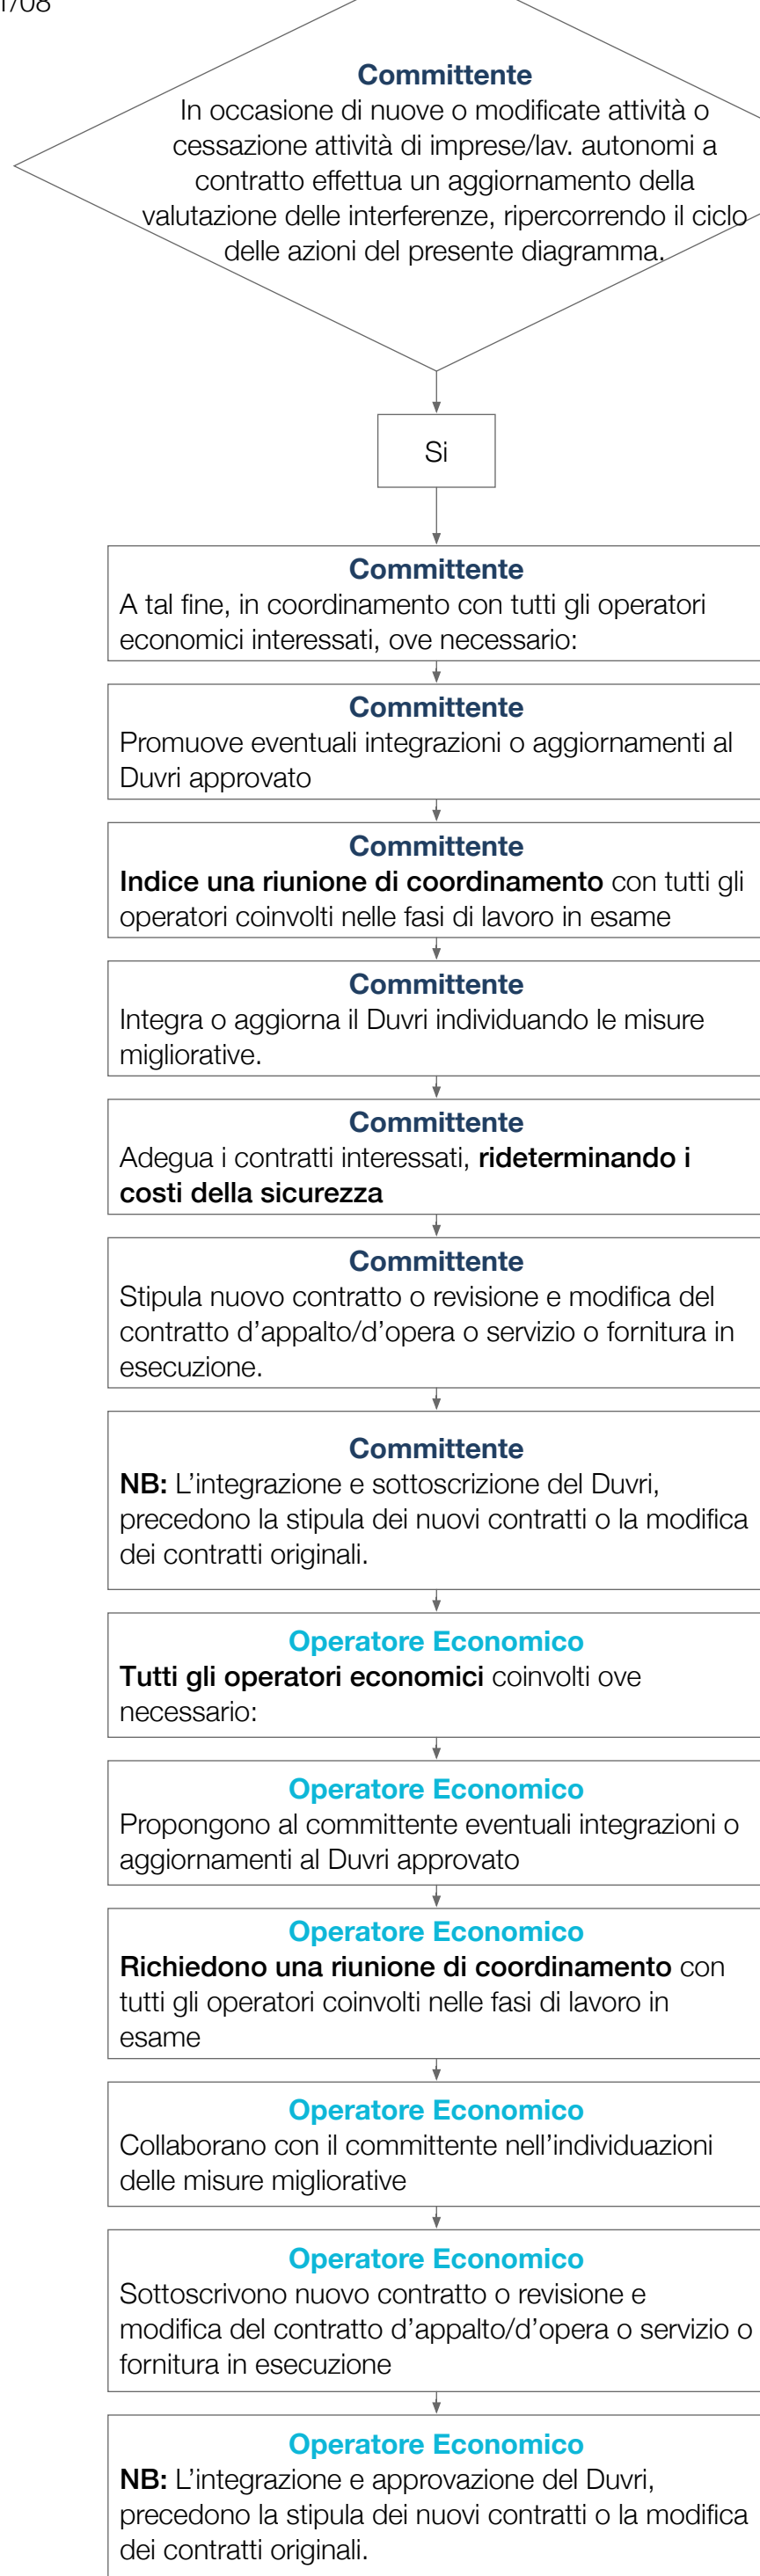 Committente
In occasione di nuove o modificate attività o
cessazione attività di imprese/lav. autonomi a
contratto effettua un aggiornamento della
valutazione delle interferenze, ripercorrendo il ciclo
delle azioni del presente diagramma.
Si
Committente
A tal fine, in coordinamento con tutti gli operatori
economici interessati, ove necessario:
Committente
Promuove eventuali integrazioni o aggiornamenti al
Duvri approvato
Committente
Indice una riunione di coordinamento con tutti gli
operatori coinvolti nelle fasi di lavoro in esame
Committente
Integra o aggiorna il Duvri individuando le misure
migliorative.
Committente
Adegua i contratti interessati, rideterminando i
costi della sicurezza
Committente
Stipula nuovo contratto o revisione e modifica del
contratto d’appalto/d’opera o servizio o fornitura in
esecuzione.
Committente
NB: L’integrazione e sottoscrizione del Duvri,
precedono la stipula dei nuovi contratti o la modifica
dei contratti originali.
Operatore Economico
Tutti gli operatori economici coinvolti ove
necessario:
Operatore Economico
Propongono al committente eventuali integrazioni o
aggiornamenti al Duvri approvato
Operatore Economico
Richiedono una riunione di coordinamento con
tutti gli operatori coinvolti nelle fasi di lavoro in
esame
Operatore Economico
Collaborano con il committente nell’individuazioni
delle misure migliorative
Operatore Economico
Sottoscrivono nuovo contratto o revisione e
modifica del contratto d’appalto/d’opera o servizio o
fornitura in esecuzione
Operatore Economico
NB: L’integrazione e approvazione del Duvri,
precedono la stipula dei nuovi contratti o la modifica
dei contratti originali.